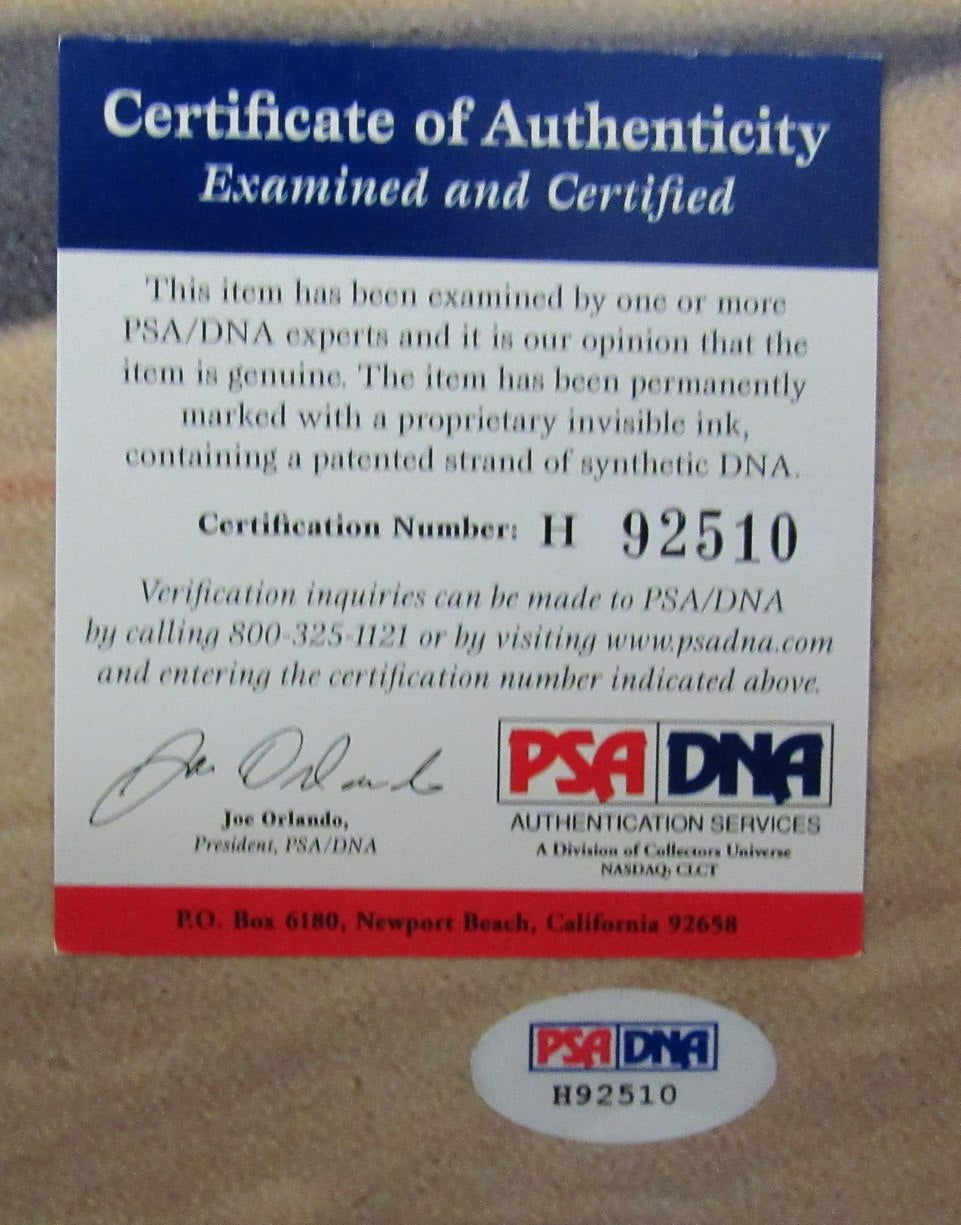 Certificate of Authenticity
Examined and Certified
This item has been examined by one or more
PSA/DNA experts and it is our opinion that the
item is genuine. The item has been permanently
marked with a proprietary invisible ink,
containing a patented strand of synthetic DNA.
Certification Number: H 92510
Verification inquiries can be made to PSA/DNA
by calling 800-325-1121 or by visiting www.psadna.com
and entering the certification number indicated above.
Joe Orlando
Joe Orlando,
President, PSA/DNA
PSA DNA
AUTHENTICATION SERVICES
A Division of Collectors Universe
NASDAQ: CLCT
P.O. Box 6180, Newport Beach, California 92658
PSA DNA
H92510